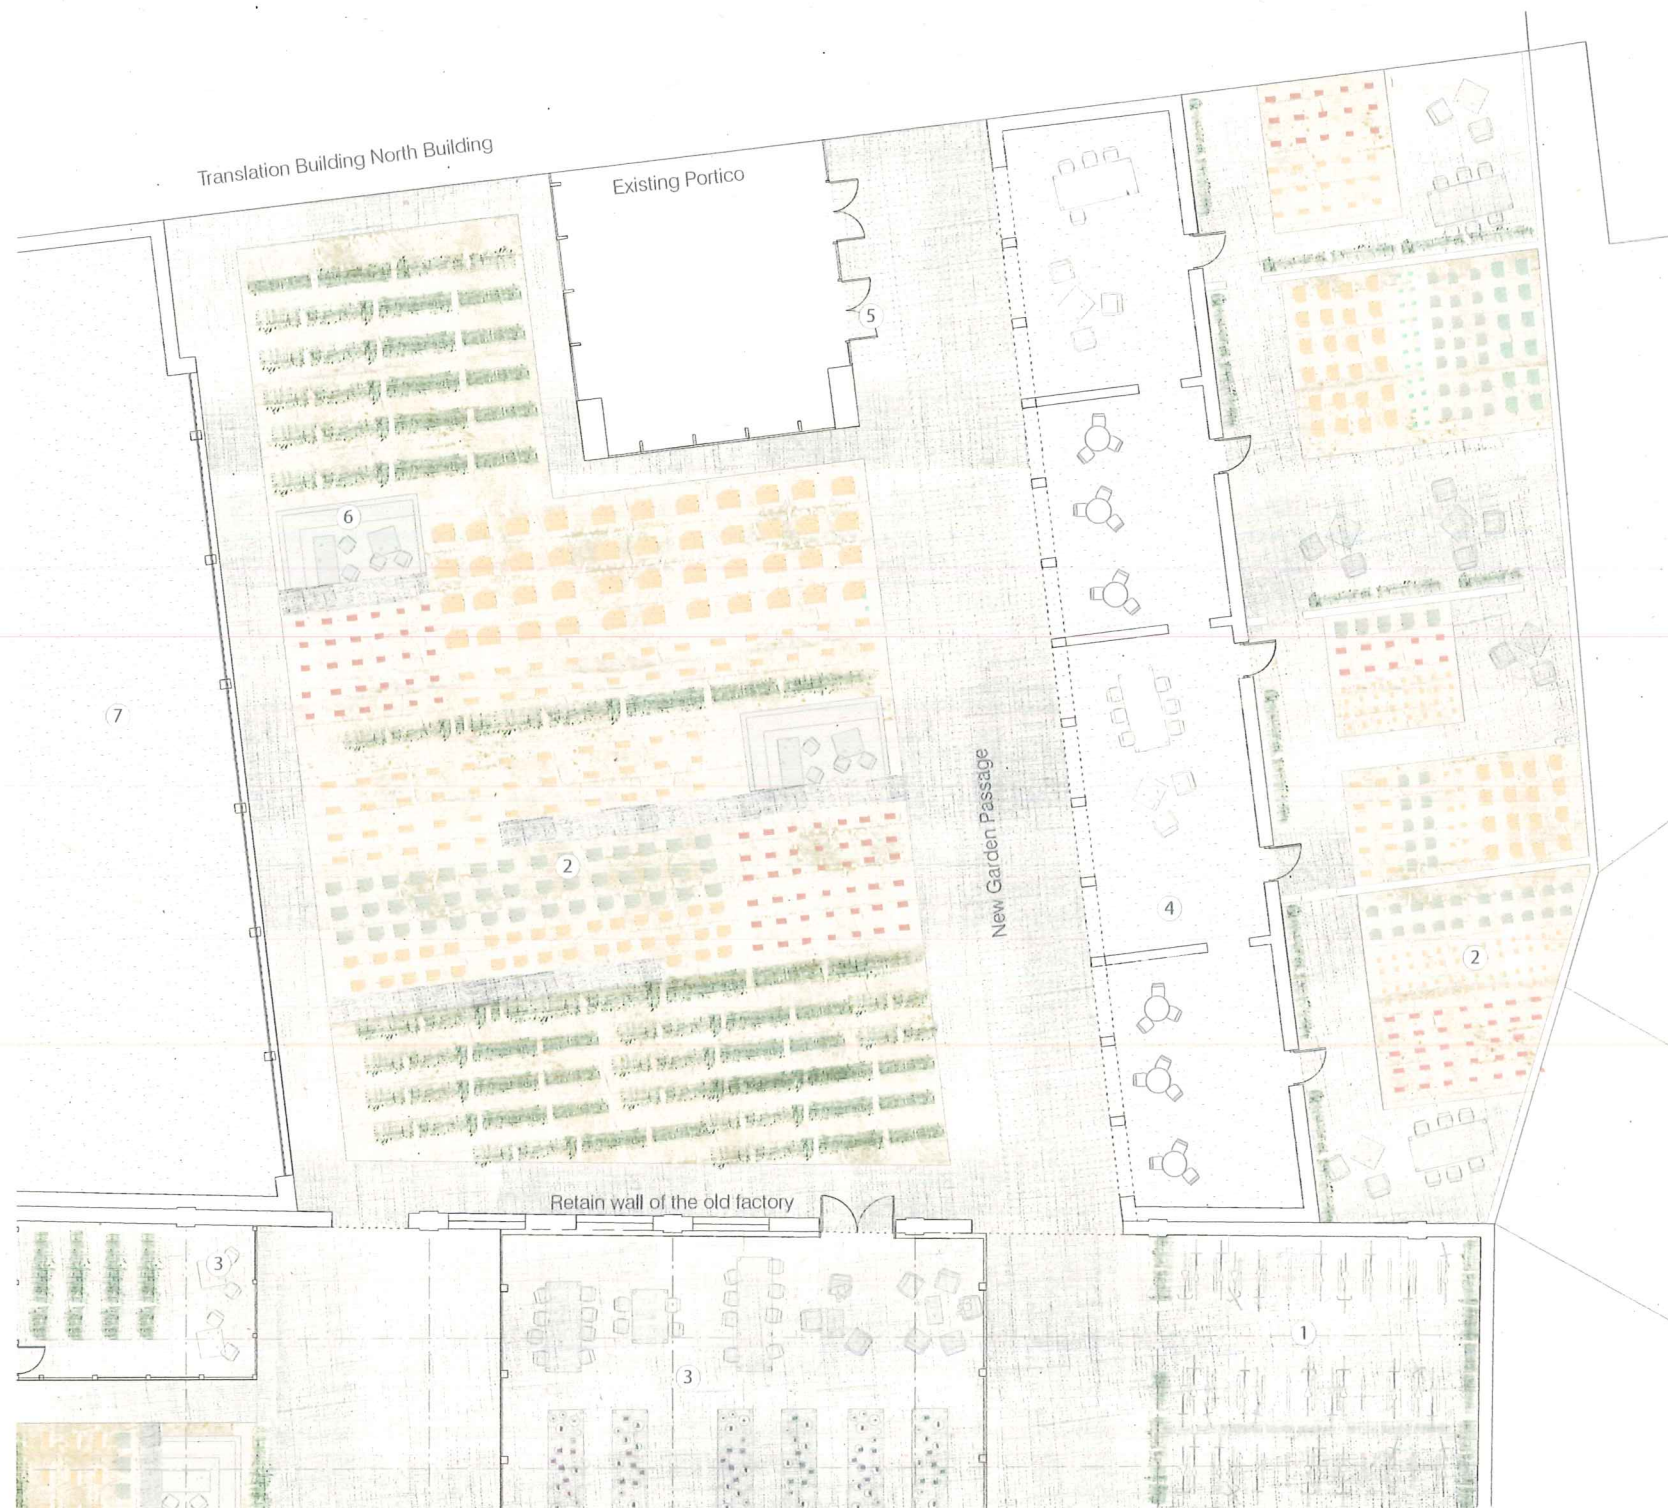 Translation Building North Building
Existing Portico
5
6
7
New Garden Passage
2
4
2
Retain wall of the old factory
3
1
3